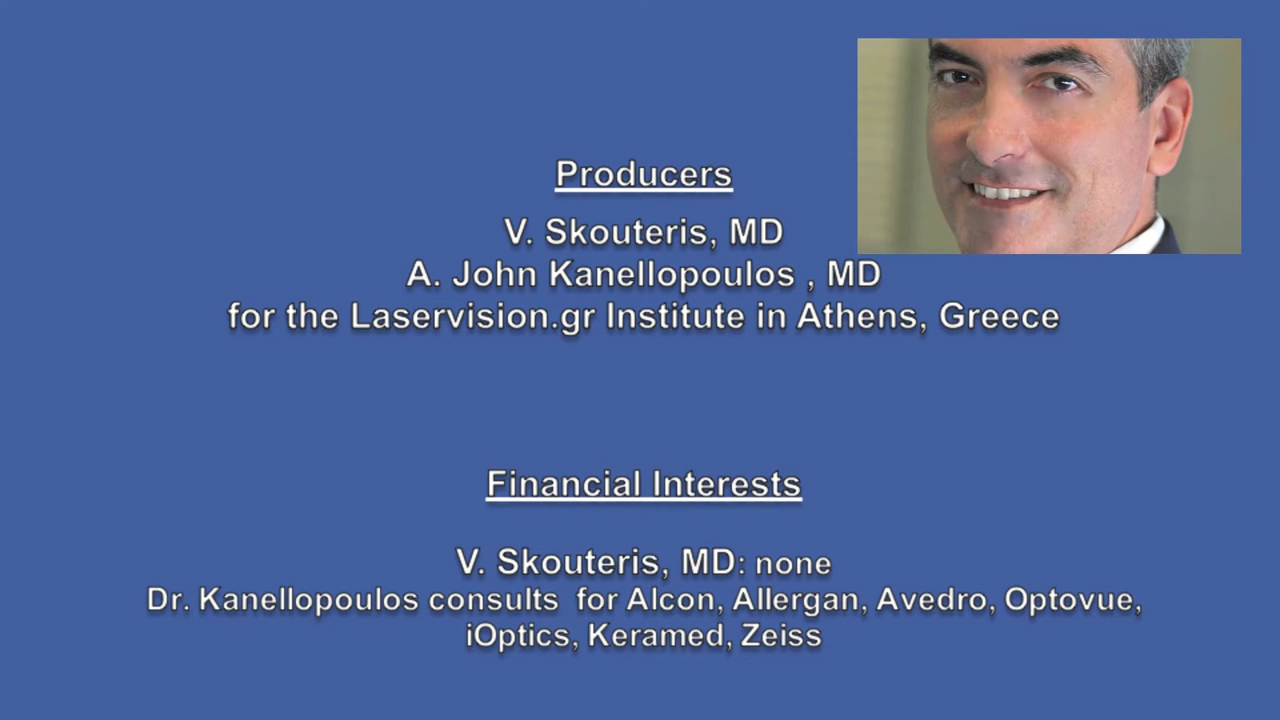 Producers
V. Skouteris, MD
A. John Kanellopoulos , MD
for the Laservision.gr Institute in Athens, Greece
Financial Interests
V. Skouteris, MD: none
Dr. Kanellopoulos consults  for Alcon, Allergan, Avedro, Optovue,
iOptics, Keramed, Zeiss